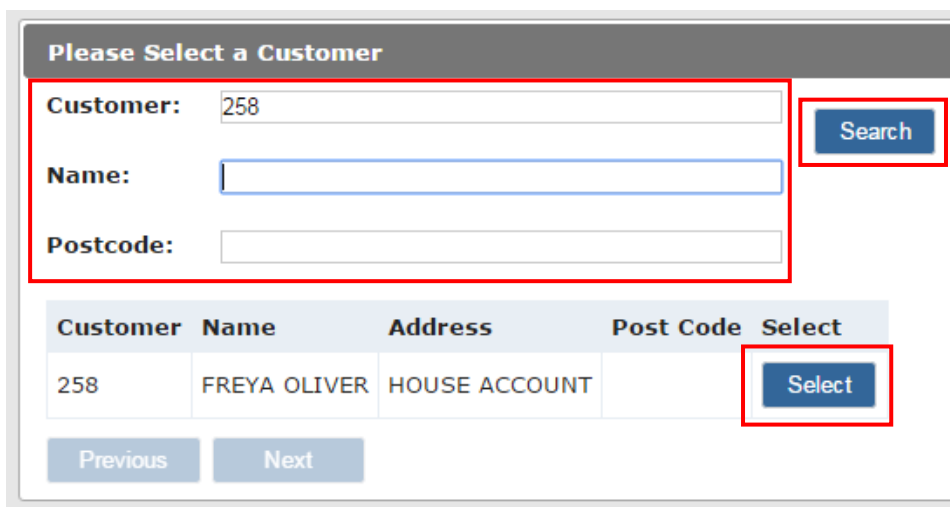 Please Select a Customer
Customer: 258
Search
Name:
Postcode:
Customer Name Address Post Code Select
258 FREYA OLIVER HOUSE ACCOUNT Select
Previous Next